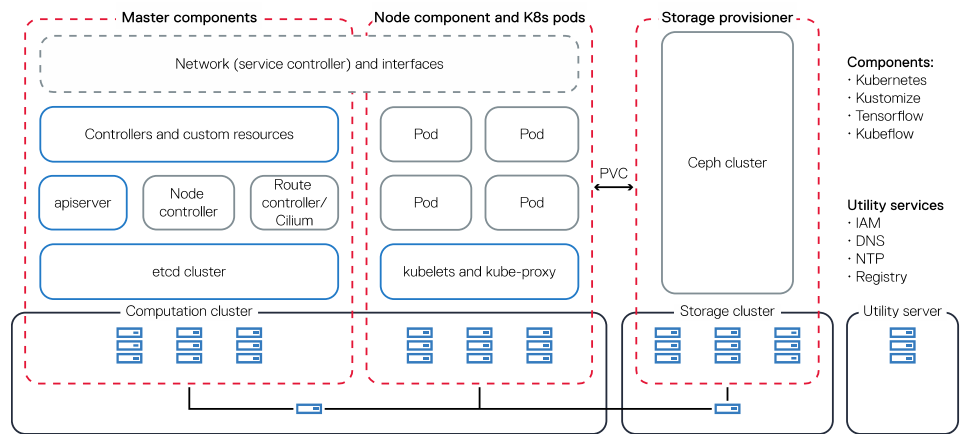 Master components
Node component and K8s pods
Storage provisioner
Network (service controller) and interfaces
Controllers and custom resources
Pod
Pod
apiserver
Node
controller
Route
controller/
Cilium
Pod
Pod
etcd cluster
kubelets and kube-proxy
PVC
Ceph cluster
Components:
· Kubernetes
· Kustomize
· Tensorflow
· Kubeflow
Utility services
· IAM
· DNS
· NTP
· Registry
Computation cluster
Storage cluster
Utility server